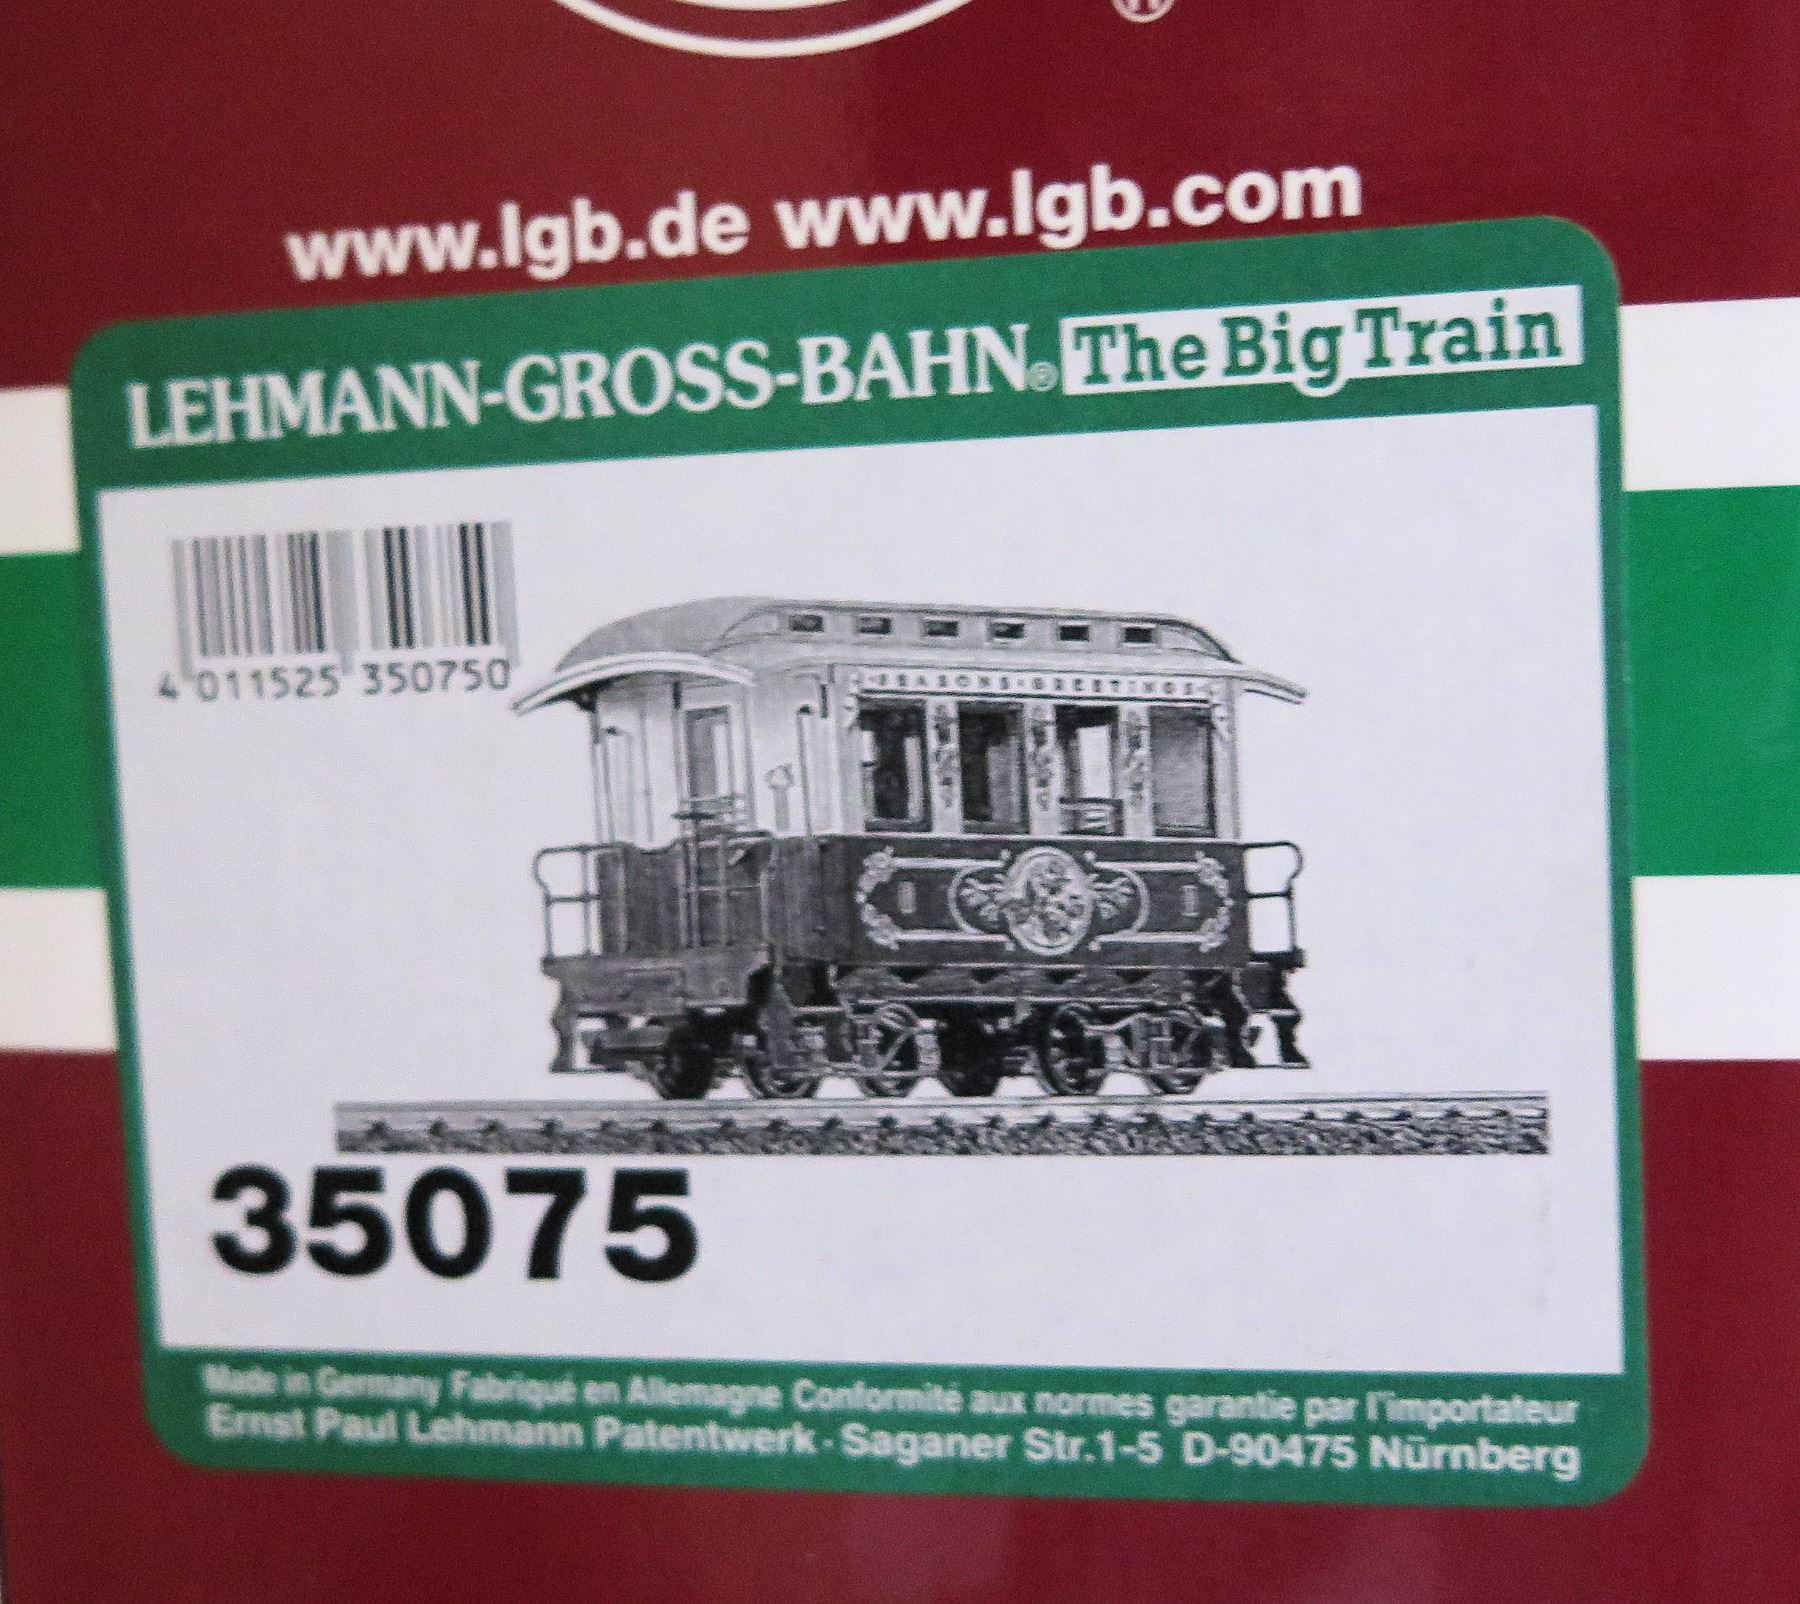 ®
www.lgb.de www.lgb.com
LEHMANN-GROSS-BAHN® The Big Train
4 011525 350750
SEASONS GREETINGS
35075
Made in Germany Fabriqué en Allemagne Conformité aux normes garantie par l'importateur
Ernst Paul Lehmann Patentwerk · Saganer Str.1-5 D-90475 Nürnberg